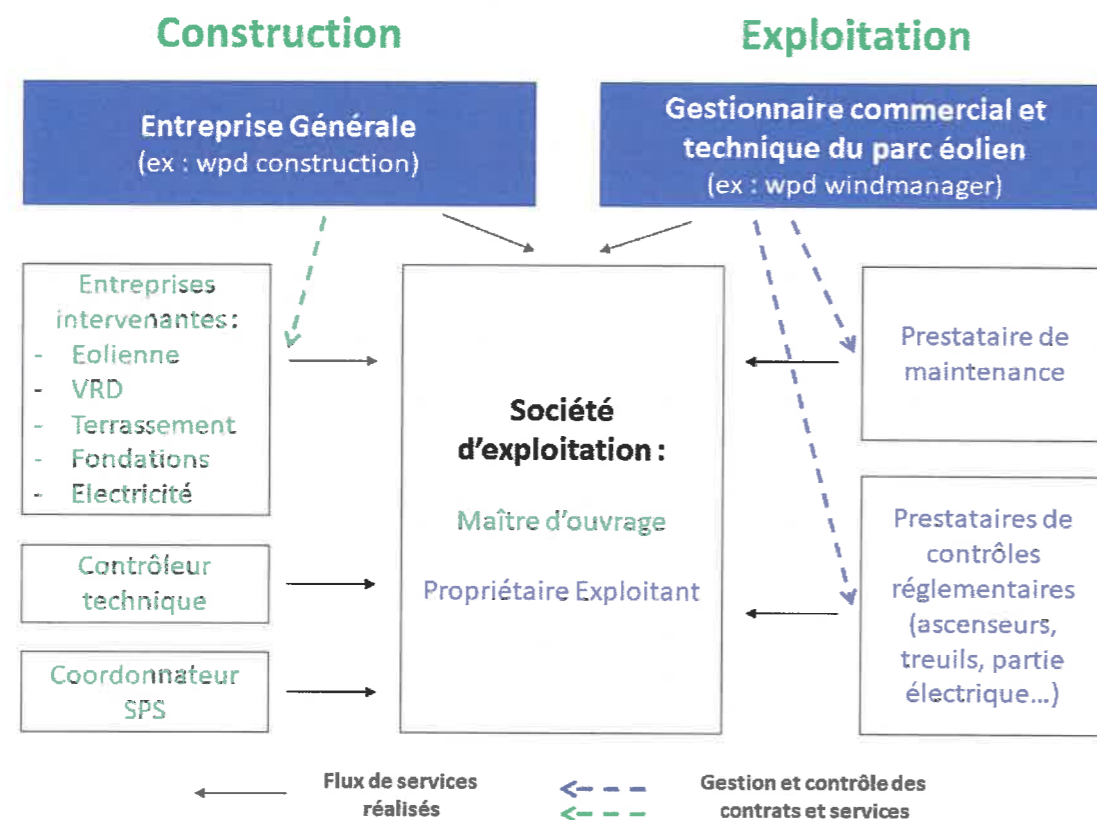 Construction
Exploitation
Entreprise Générale
(ex : wpd construction)
Gestionnaire commercial et
technique du parc éolien
(ex : wpd windmanager)
Entreprises
intervenantes :
- Eolienne
- VRD
- Terrassement
- Fondations
- Electricité
Contrôleur
technique
Coordonnateur
SPS
Société
d'exploitation :
Maître d'ouvrage
Propriétaire Exploitant
Prestataire de
maintenance
Prestataires de
contrôles
réglementaires
(ascenseurs,
treuils, partie
électrique...)
Flux de services
réalisés
Gestion et contrôle des
contrats et services